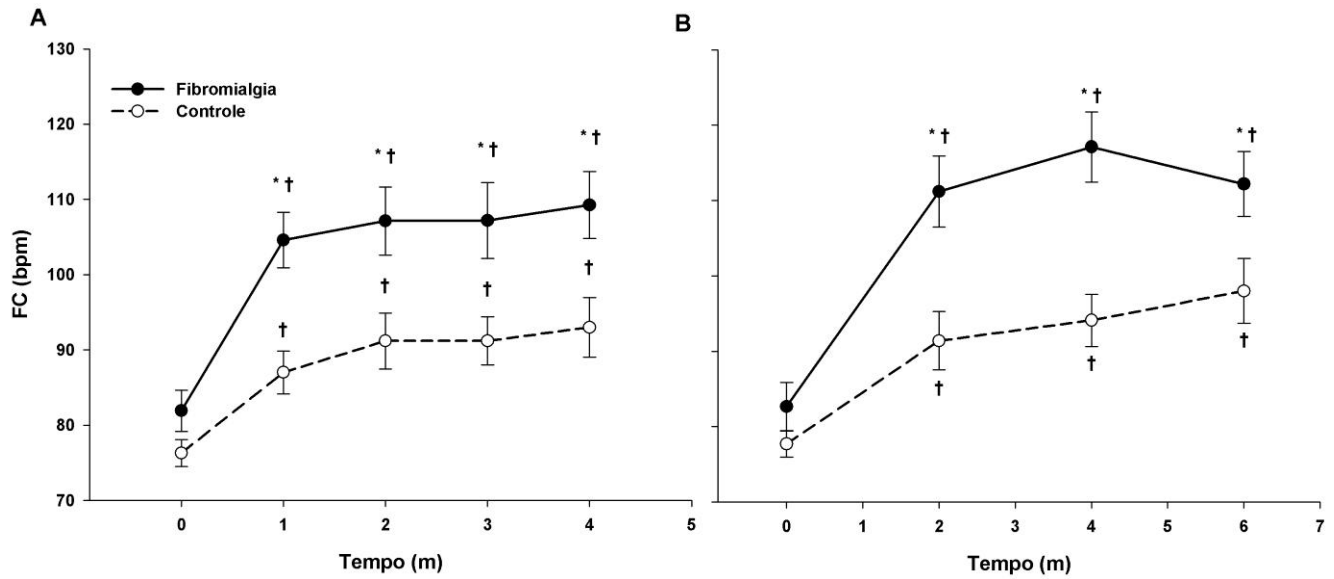 A
B
130
120
110
100
90
80
70
FC (bpm)
Fibromialgia
Controle
* †
* †
* †
* †
†
†
†
†
0 1 2 3 4 5
Tempo (m)
* †
* †
* †
†
†
†
0 1 2 3 4 5 6 7
Tempo (m)